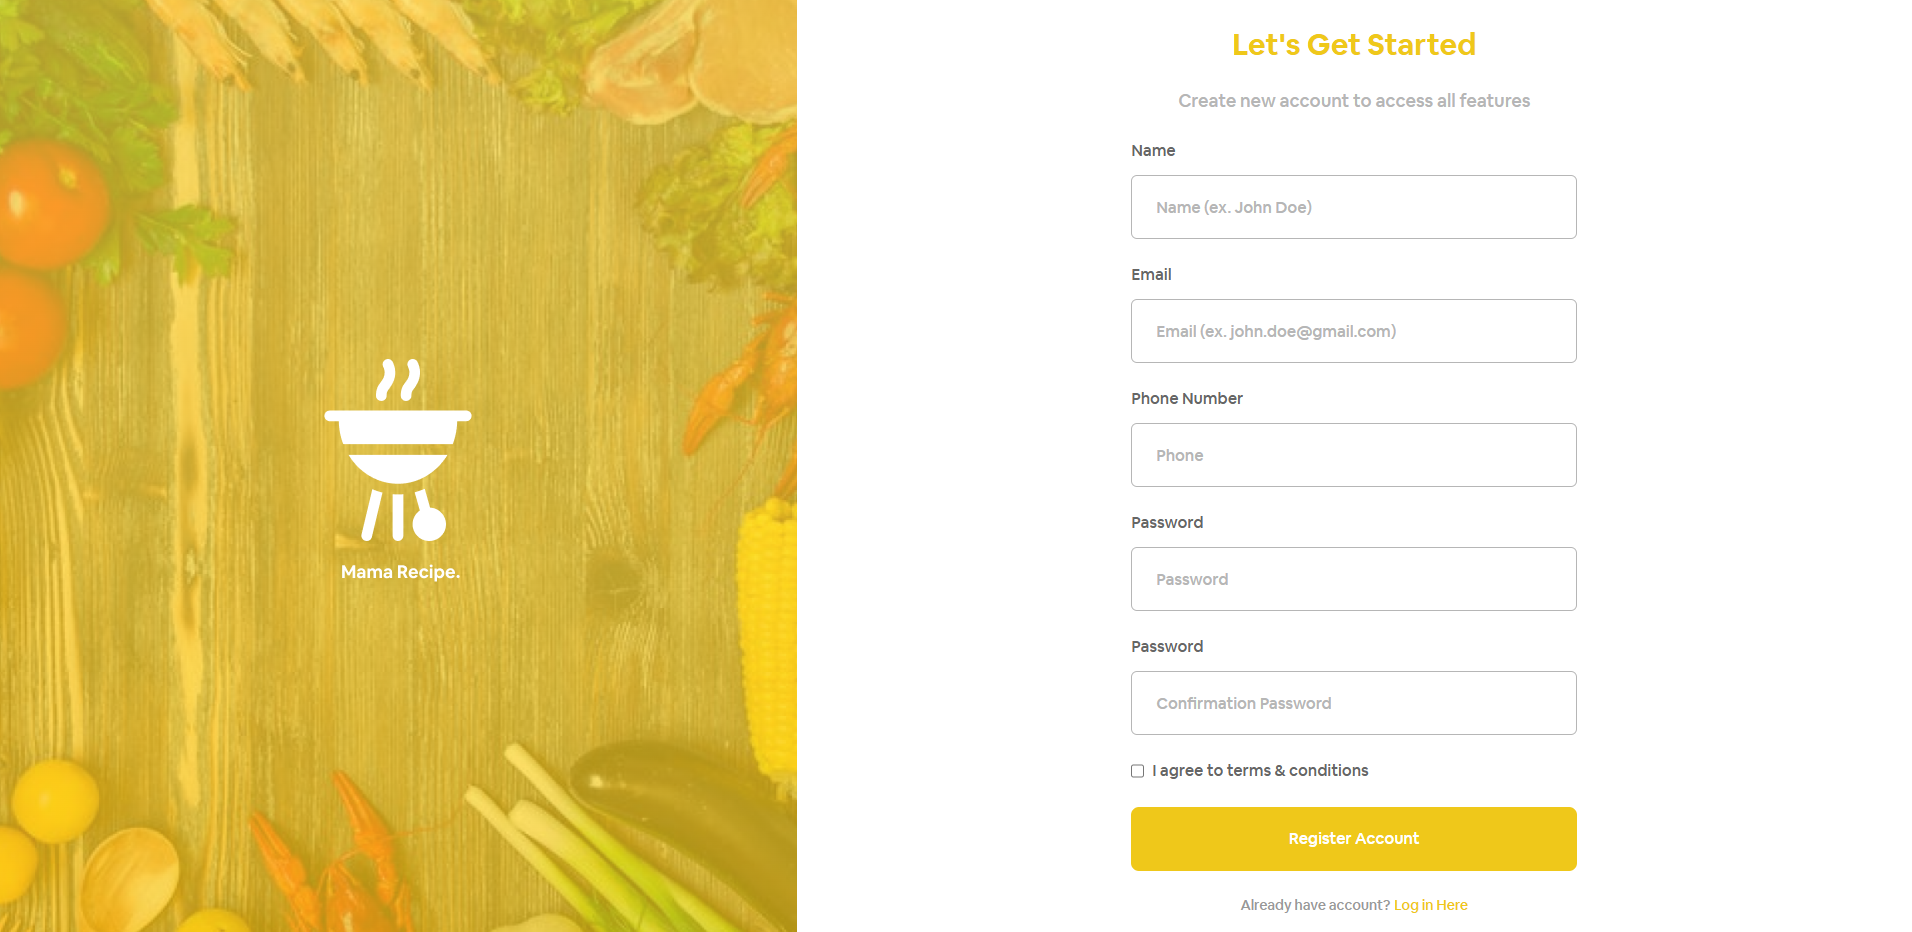 Mama Recipe.
Let's Get Started
Create new account to access all features
Name
Name (ex. John Doe)
Email
Email (ex. john.doe@gmail.com)
Phone Number
Phone
Password
Password
Password
Confirmation Password
I agree to terms & conditions
Register Account
Already have account? Log in Here